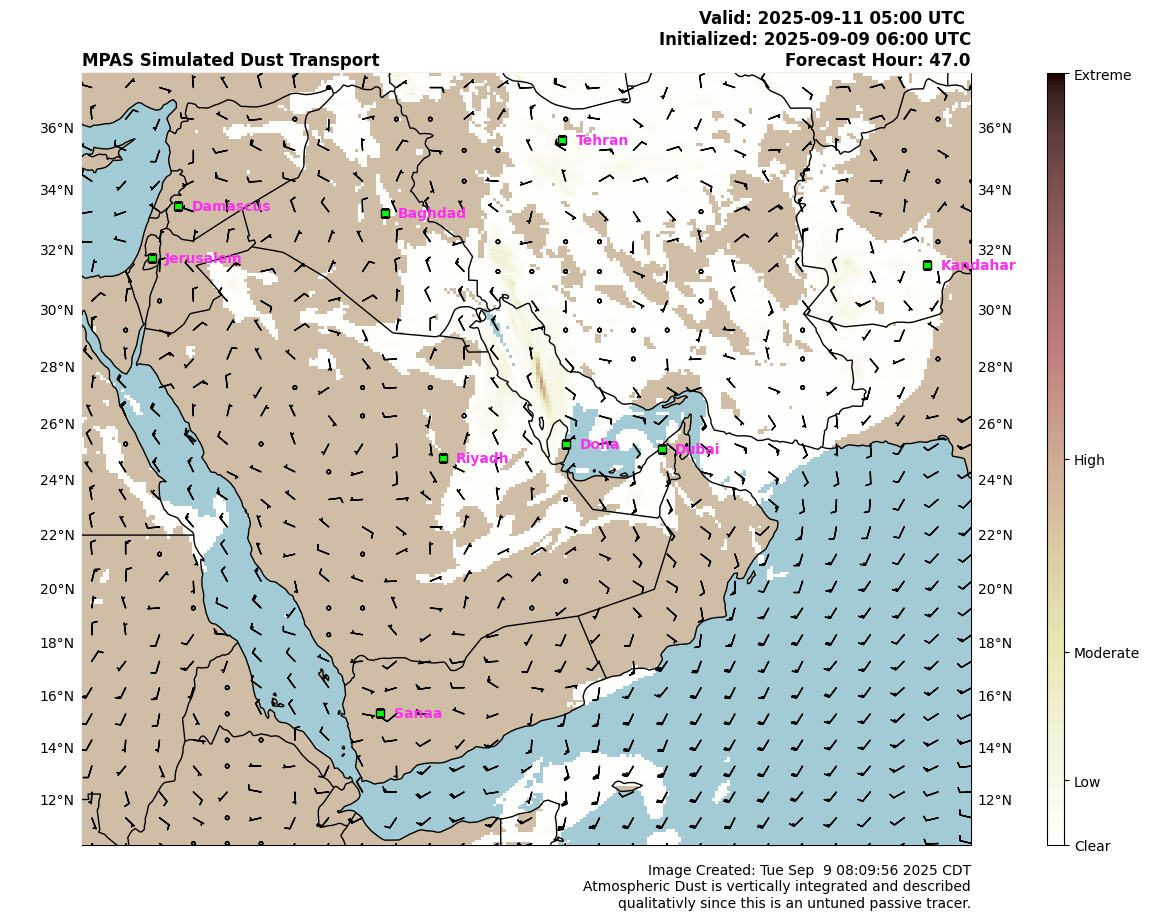 Valid: 2025-09-11 05:00 UTC
Initialized: 2025-09-09 06:00 UTC
MPAS Simulated Dust Transport
Forecast Hour: 47.0
Extreme
36°N
36°N
Tehran
34°N
34°N
Damascus
Baghdad
32°N
32°N
Jerusalem
Kandahar
30°N
30°N
28°N
28°N
26°N
26°N
Doha
Dubai
Riyadh
High
24°N
24°N
22°N
22°N
20°N
20°N
18°N
18°N
Moderate
16°N
16°N
Sanaa
14°N
14°N
Low
12°N
12°N
Clear
Image Created: Tue Sep  9 08:09:56 2025 CDT
Atmospheric Dust is vertically integrated and described
qualitativly since this is an untuned passive tracer.